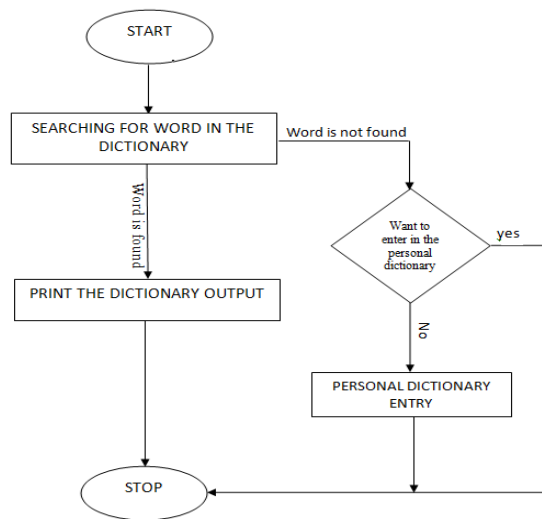 START
SEARCHING FOR WORD IN THE
DICTIONARY
Word is not found
Word is found
Want to
enter in the
personal
dictionary
yes
PRINT THE DICTIONARY OUTPUT
No
PERSONAL DICTIONARY
ENTRY
STOP